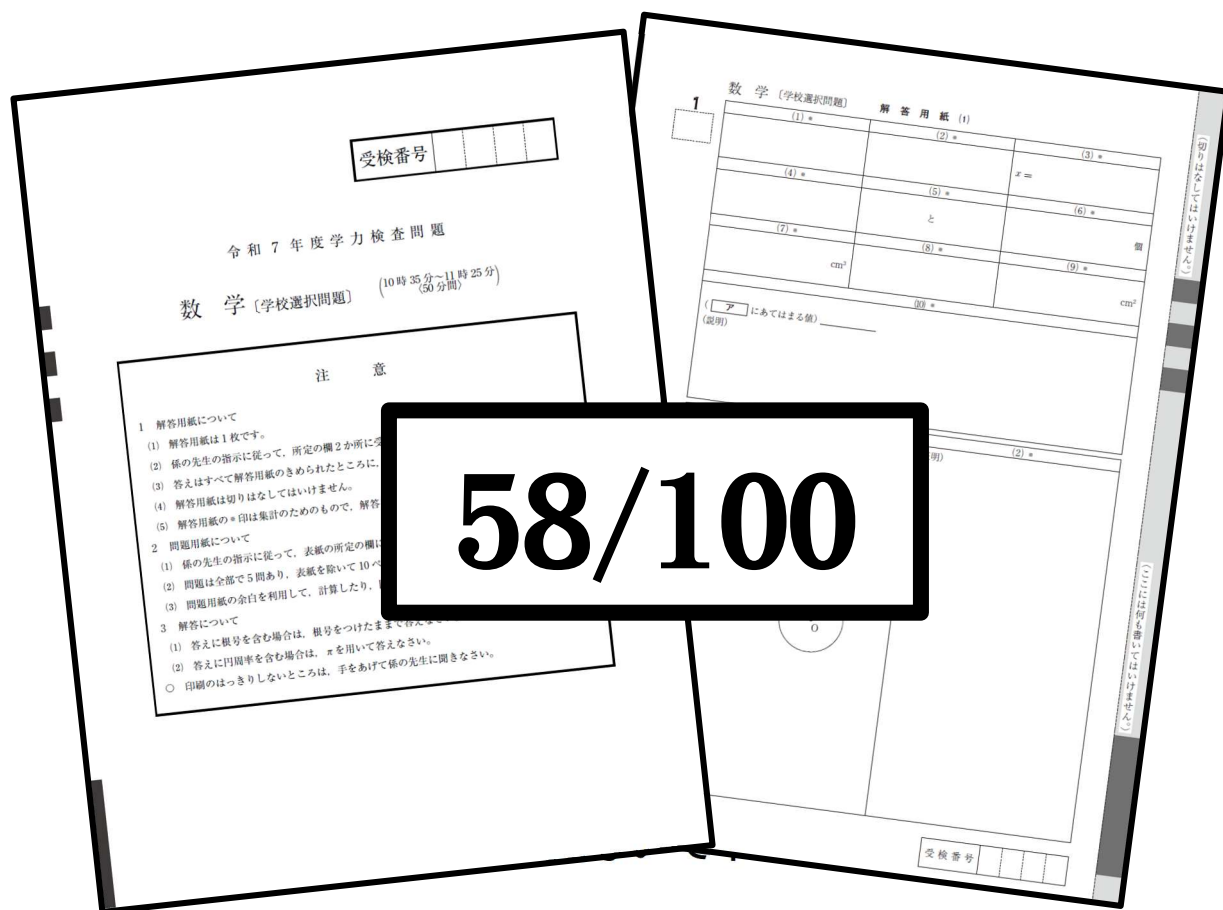 受検番号
令和7年度学力検査問題
数 学〔学校選択問題〕 (10時35分~11時25分)
(50分間)
注 意
1 解答用紙について
(1) 解答用紙は1枚です。
(2) 係の先生の指示に従って,所定の欄2か所に受
(3) 答えはすべて解答用紙のきめられたところに,
(4) 解答用紙は切りはなしてはいけません。
(5) 解答用紙の*印は集計のためのもので,解答
2 問題用紙について
(1) 係の先生の指示に従って,表紙の所定の欄に
(2) 問題は全部で5問あり,表紙を除いて10ペ
(3) 問題用紙の余白を利用して,計算したり,
3 解答について
(1) 答えに根号を含む場合は,根号をつけたままで答えなさ
(2) 答えに円周率を含む場合は,πを用いて答えなさい。
○ 印刷のはっきりしないところは,手をあげて係の先生に聞きなさい。
58/100
数 学〔学校選択問題〕 解答用紙 (1)
1
(1) *
(2) *
(3) *
x =
(4) *
(5) *
と
(6) *
個
(7) *
cm²
(8) *
(9) *
cm²
(10) *
( ア にあてはまる値)
(説明)
明)
(2) *
O
受検番号
(切りはなしてはいけません。)
(ここには何も書いてはいけません。)